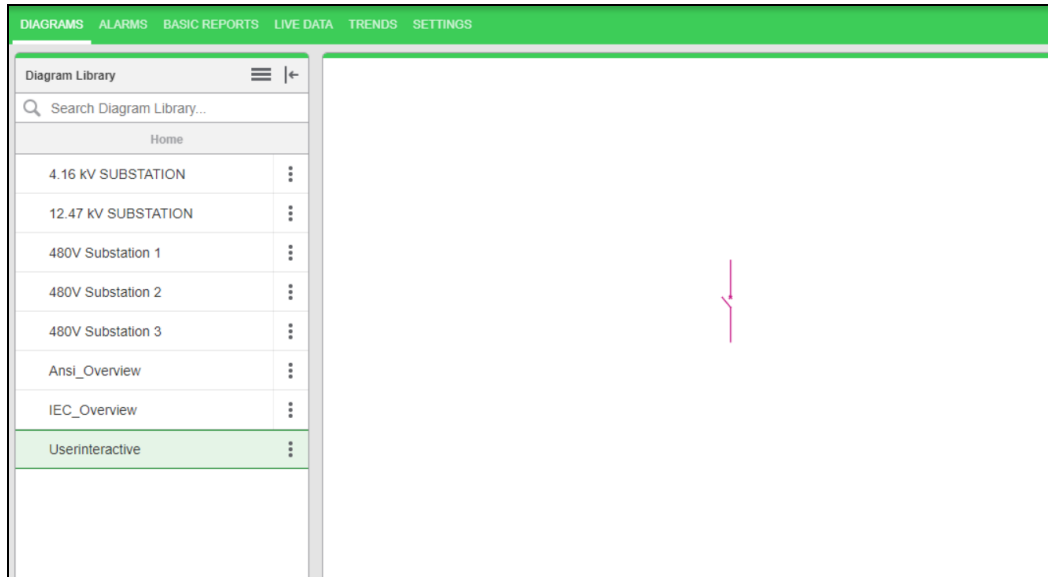 DIAGRAMS ALARMS BASIC REPORTS LIVE DATA TRENDS SETTINGS
Diagram Library
Search Diagram Library...
Home
4.16 kV SUBSTATION
12.47 kV SUBSTATION
480V Substation 1
480V Substation 2
480V Substation 3
Ansi_Overview
IEC_Overview
Userinteractive